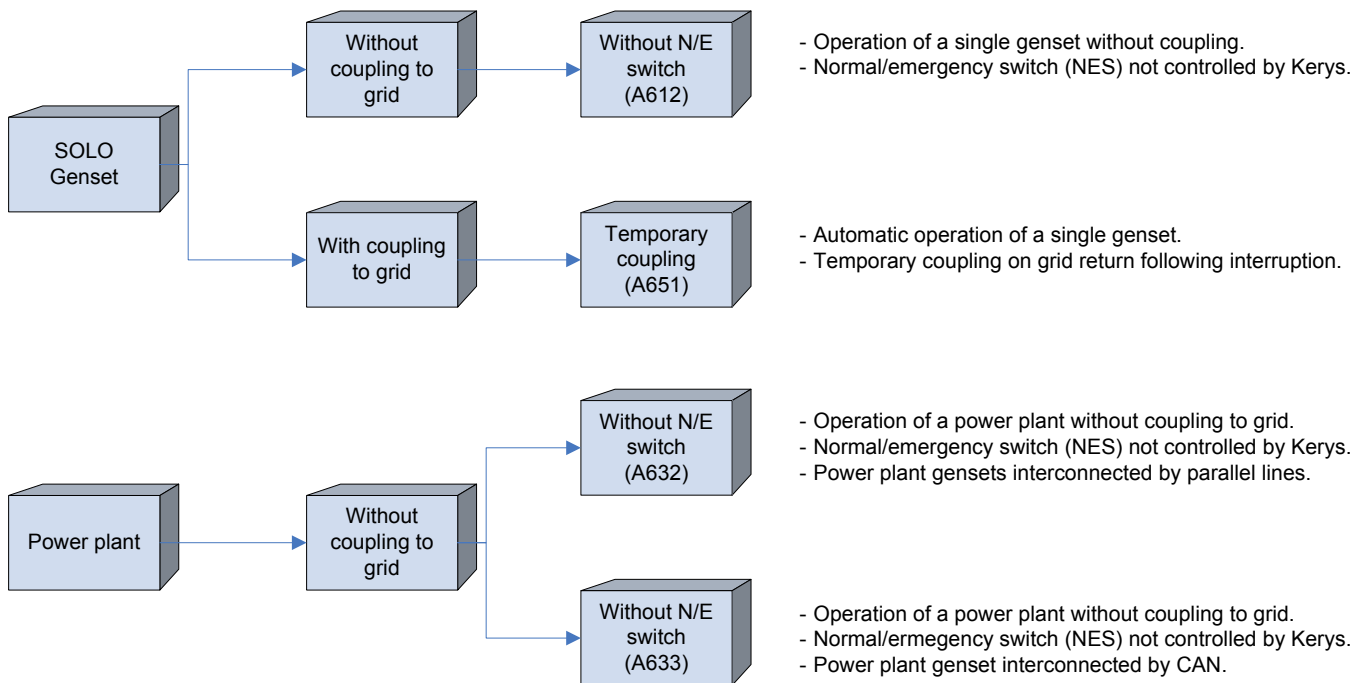 Without
coupling to
grid
Without N/E
switch
(A612)
- Operation of a single genset without coupling.
- Normal/emergency switch (NES) not controlled by Kerys.
SOLO
Genset
With coupling
to grid
Temporary
coupling
(A651)
- Automatic operation of a single genset.
- Temporary coupling on grid return following interruption.
Without N/E
switch
(A632)
- Operation of a power plant without coupling to grid.
- Normal/emergency switch (NES) not controlled by Kerys.
- Power plant gensets interconnected by parallel lines.
Power plant
Without
coupling to
grid
Without N/E
switch
(A633)
- Operation of a power plant without coupling to grid.
- Normal/ermegency switch (NES) not controlled by Kerys.
- Power plant genset interconnected by CAN.